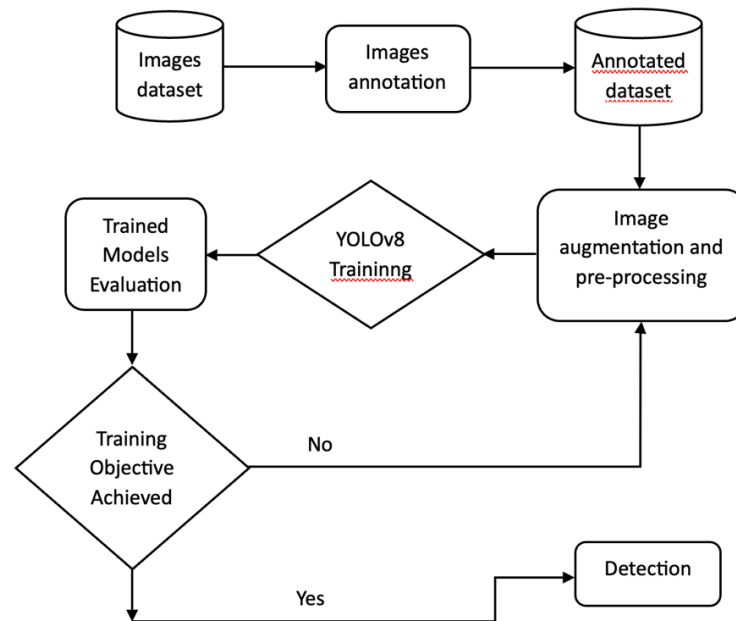 Images
dataset
Images
annotation
Annotated
dataset
Image
augmentation and
pre-processing
YOLOv8
Traininng
Trained
Models
Evaluation
Training
Objective
Achieved
No
Yes
Detection